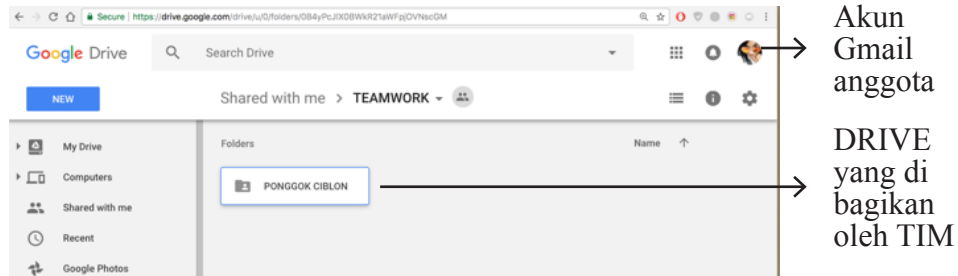 Secure | https://drive.google.com/drive/u/0/folders/0B4yPcJlX0BWkR21aWFpjOVNscGM
Google Drive
Search Drive
Akun
Gmail
anggota
NEW
Shared with me > TEAMWORK
My Drive
Computers
Shared with me
Recent
Google Photos
Folders
Name
PONGGOK CIBLON
DRIVE
yang di
bagikan
oleh TIM